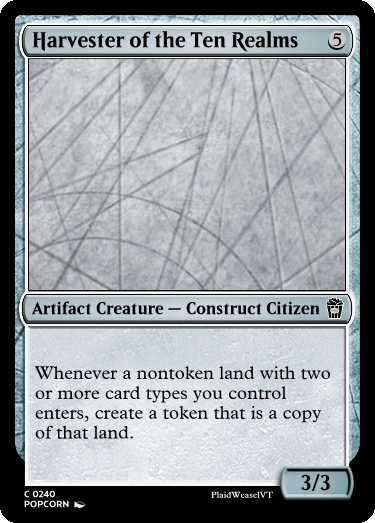 Harvester of the Ten Realms 5
Artifact Creature — Construct Citizen
Whenever a nontoken land with two
or more card types you control
enters, create a token that is a copy
of that land.
3/3
C 0240
POPCORN
PlaidWeaselVT